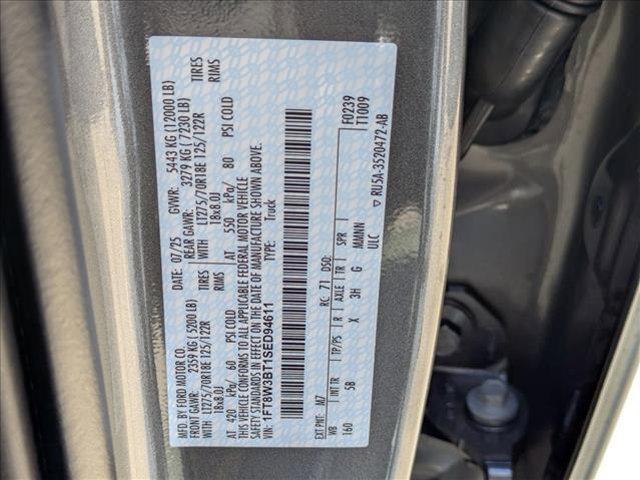 MFD. BY FORD MOTOR CO.
DATE: 07/25 GVWR: 5443 KG (12000 LB)
FRONT GAWR: 2359 KG (5200 LB) REAR GAWR: 3279 KG (7230 LB)
LT275/70R18E 125/122R TIRES WITH LT275/70R18E 125/122R TIRES
18x8.0J RIMS 18x8.0J RIMS
AT 420 kPa/ 60 PSI COLD AT 550 kPa/ 80 PSI COLD
THIS VEHICLE CONFORMS TO ALL APPLICABLE FEDERAL MOTOR VEHICLE
SAFETY STANDARDS IN EFFECT ON THE DATE OF MANUFACTURE SHOWN ABOVE.
VIN: 1FT8W3BT1SED94611 TYPE: Truck
F0239
T1009
EXT PNT: M7 RC: 71 DSO:
WB INT TR TP/PS R AXLE TR SPR
160 5B X 3H G MMNN
ULC
▽ RU5A-3520472-AB